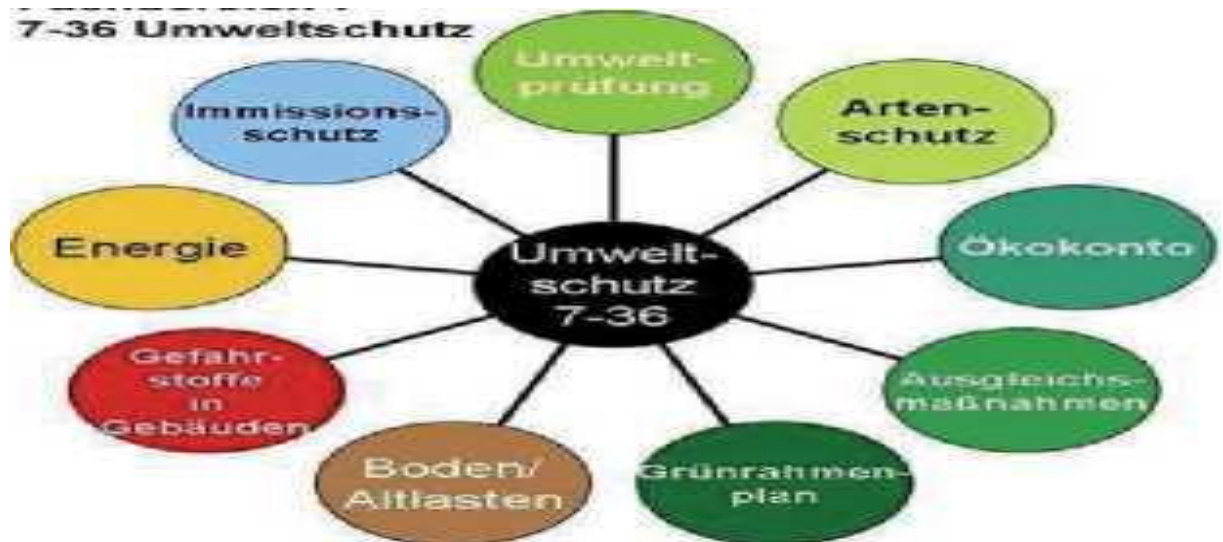 7-36 Umweltschutz
Umwelt-
prüfung
Arten-
schutz
Ökokonto
Ausgleichs-
maßnahmen
Grünrahmen-
plan
Boden/
Altlasten
Gefahr-
stoffe
in
Gebäuden
Energie
Immissions-
schutz
Umwelt-
schutz
7-36